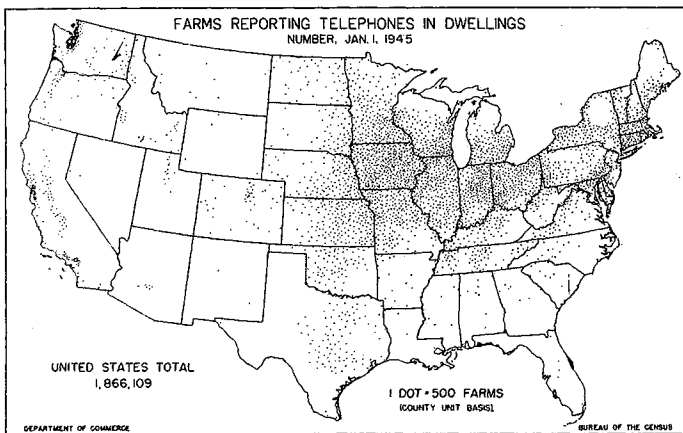 FARMS REPORTING TELEPHONES IN DWELLINGS
NUMBER, JAN. 1, 1945
UNITED STATES TOTAL
1,866,109
1 DOT = 500 FARMS
(COUNTY UNIT BASIS)
DEPARTMENT OF COMMERCE
BUREAU OF THE CENSUS